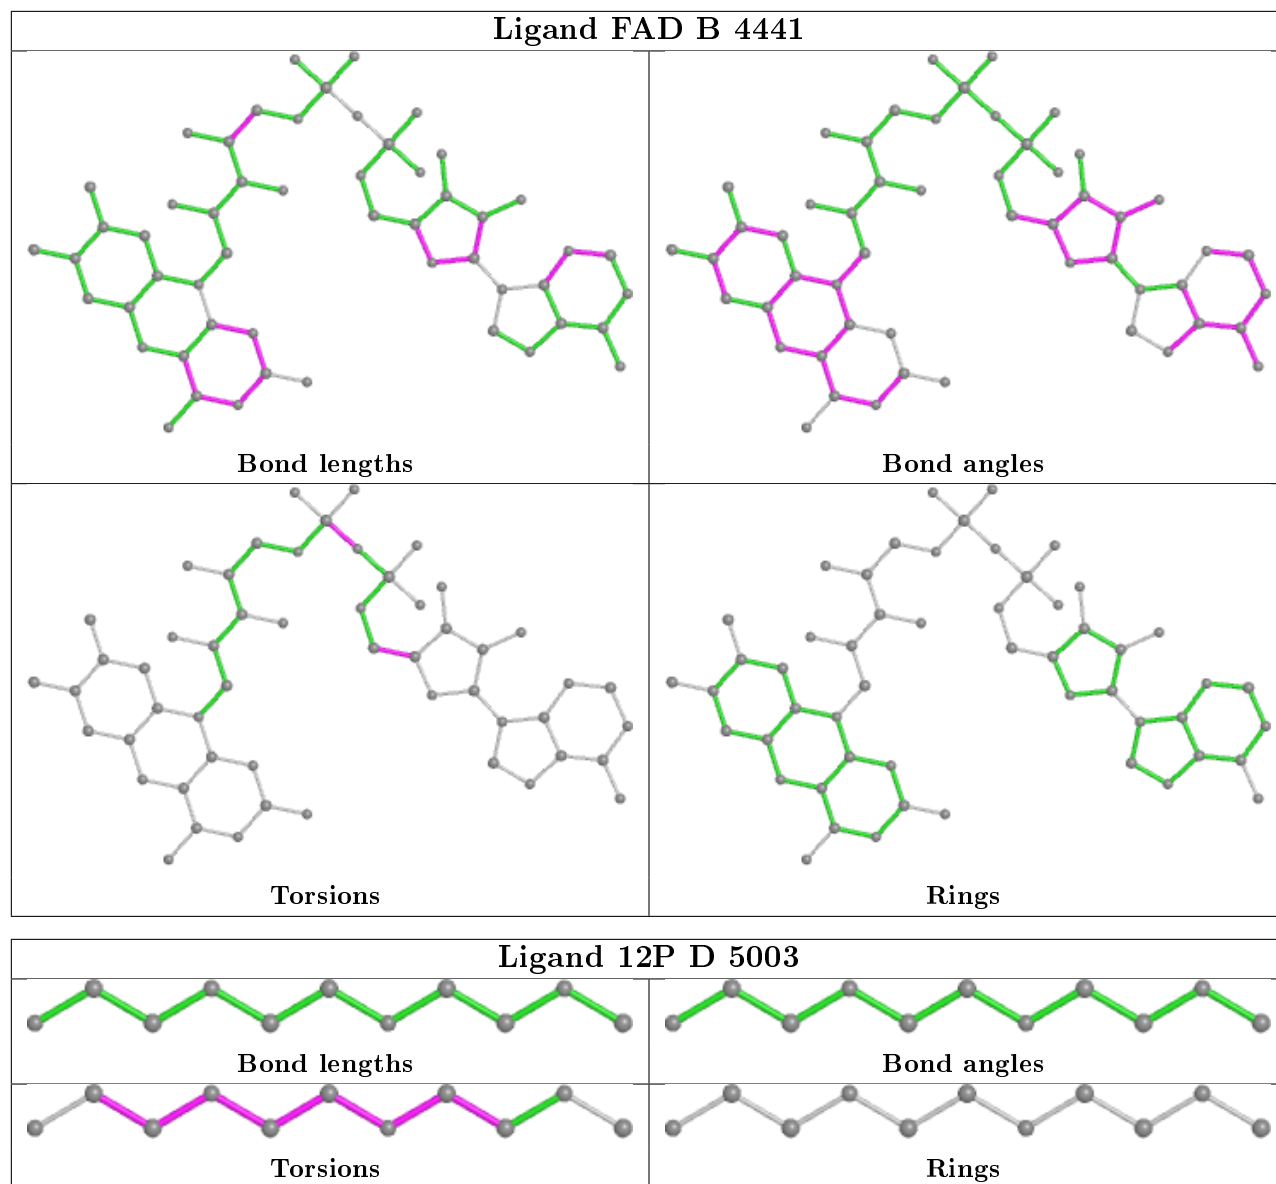 Ligand FAD B 4441
Bond lengths
Bond angles
Torsions
Rings
Ligand 12P D 5003
Bond lengths
Bond angles
Torsions
Rings